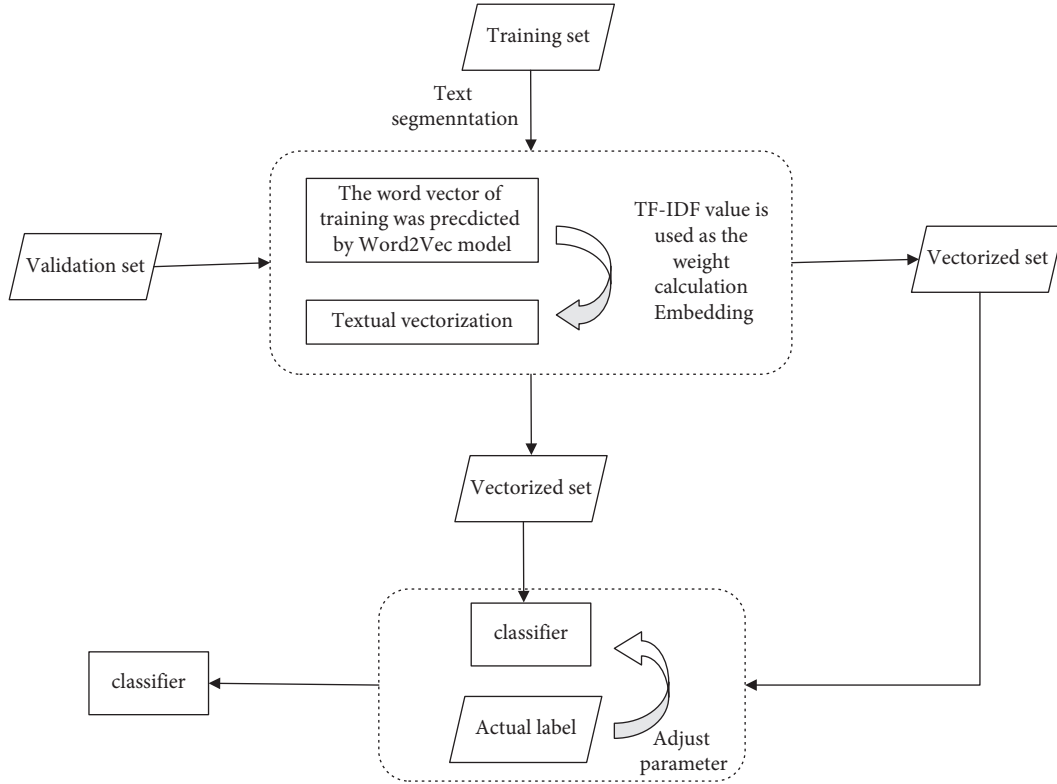 Training set
Text
segmenntation
The word vector of
training was precdicted
by Word2Vec model
TF-IDF value is
used as the
weight
calculation
Embedding
Validation set
Vectorized set
Textual vectorization
Vectorized set
classifier
classifier
Actual label
Adjust
parameter